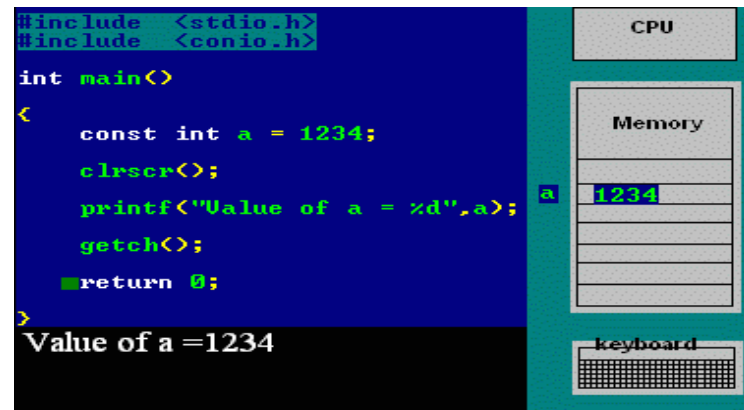 #include <stdio.h>
#include <conio.h>
int main()
{
const int a = 1234;
clrscr();
printf("Value of a = %d",a);
getch();
return 0;
}
Value of a =1234
CPU
Memory
a 1234
keyboard